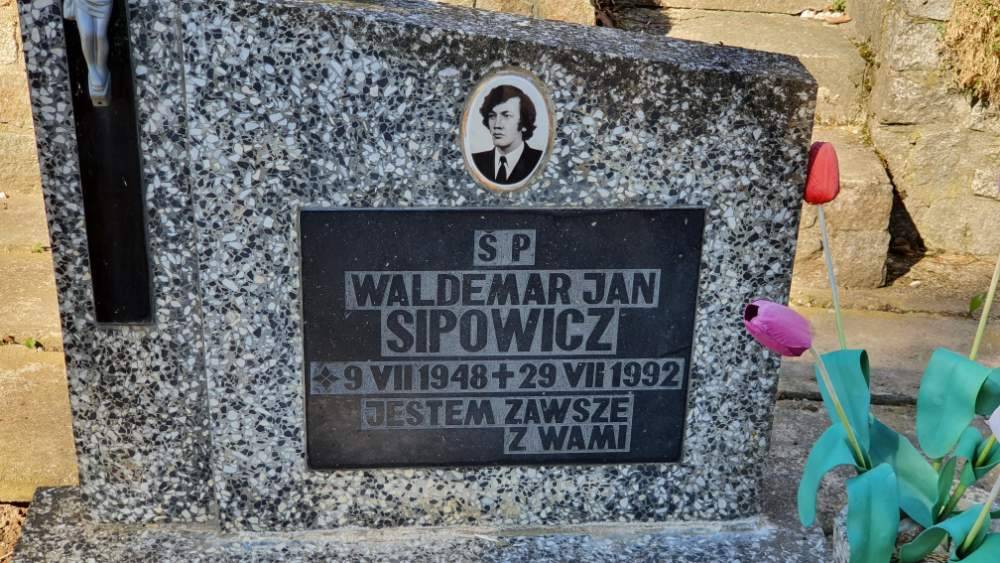 Ś P
WALDEMAR JAN
SIPOWICZ
9 VII 1948 + 29 VII 1992
JESTEM ZAWSZE
Z WAMI